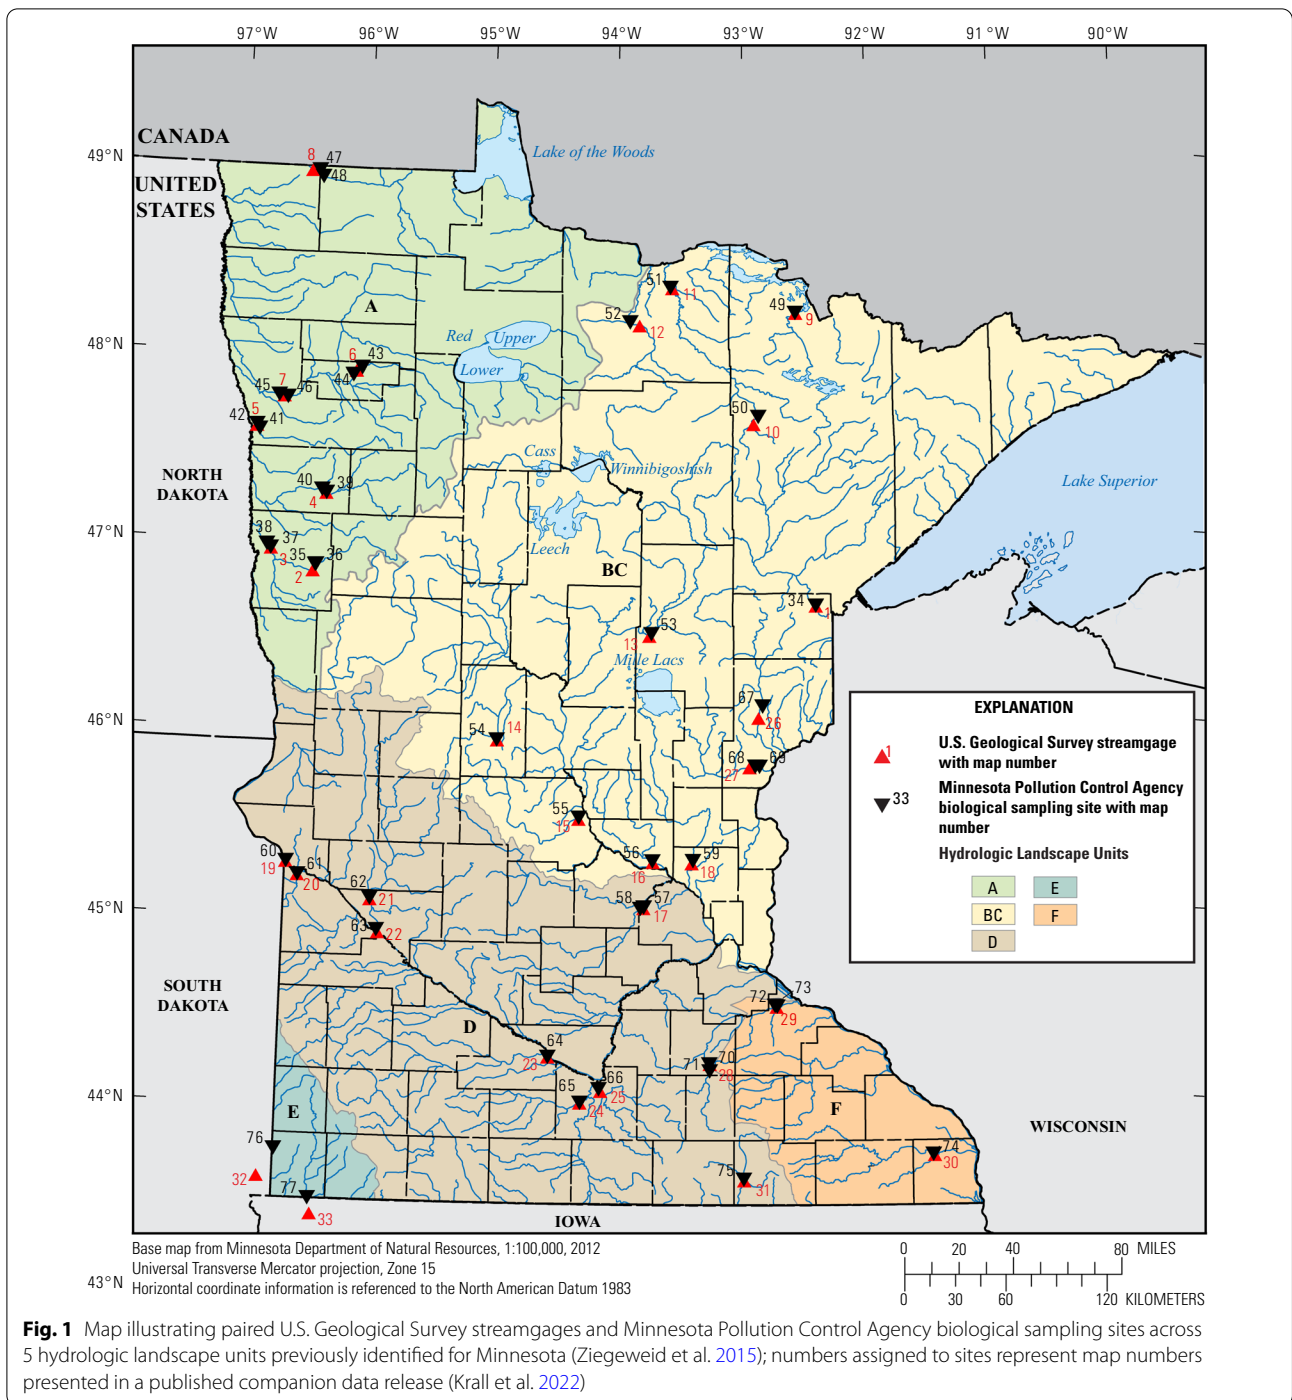 97°W 96°W 95°W 94°W 93°W 92°W 91°W 90°W
CANADA
49°N
UNITED
STATES
8 47
48
Lake of the Woods
51
11
49
9
52
12
A
48°N
Red Upper
Lower
6 43
44
7
45 46
5
42 41
50
10
Cass
Winnibigoshish
Leech
Lake Superior
NORTH
DAKOTA
40 39
4
47°N
38 37
3
35 36
2
BC
34
1
53
13
Mille Lacs
67
26
46°N
54 14
68 69
27
55
15
56
16
59
18
60
19
61
20
62
21
63
22
58 57
17
45°N
SOUTH
DAKOTA
72 73
29
D
64
23
71 70
28
65 66
24 25
44°N
E
F
76
32
77
33
74
30
75
31
WISCONSIN
IOWA
43°N
EXPLANATION
1 U.S. Geological Survey streamgage
with map number
33 Minnesota Pollution Control Agency
biological sampling site with map
number
Hydrologic Landscape Units
A E
BC F
D
Base map from Minnesota Department of Natural Resources, 1:100,000, 2012
Universal Transverse Mercator projection, Zone 15
Horizontal coordinate information is referenced to the North American Datum 1983
0 20 40 80 MILES
0 30 60 120 KILOMETERS
Fig. 1 Map illustrating paired U.S. Geological Survey streamgages and Minnesota Pollution Control Agency biological sampling sites across
5 hydrologic landscape units previously identified for Minnesota (Ziegeweid et al. 2015); numbers assigned to sites represent map numbers
presented in a published companion data release (Krall et al. 2022)